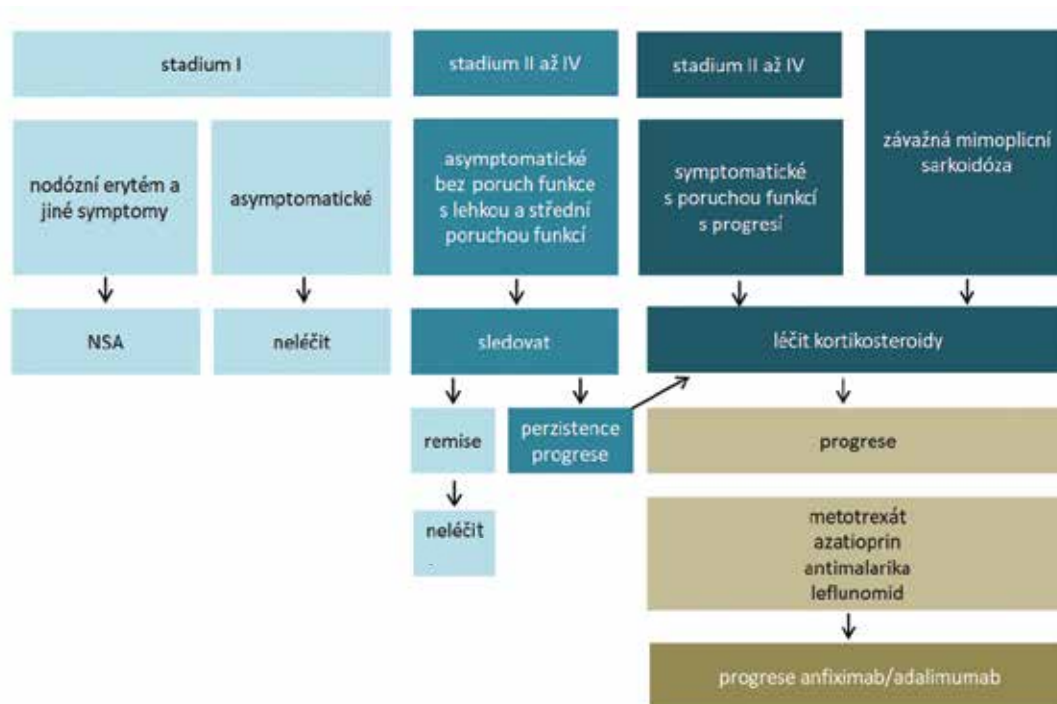 stadium I
stadium II až IV
stadium II až IV
závažná mimoplicní
sarkoidóza
nodózní erytém a
jiné symptomy
asymptomatické
asymptomatické
bez poruch funkce
s lehkou a střední
poruchou funkcí
symptomatické
s poruchou funkcí
s progresí
NSA
neléčit
sledovat
léčit kortikosteroidy
remise
perzistence
progrese
progrese
neléčit
metotrexát
azatioprin
antimalarika
leflunomid
progrese anfiximab/adalimumab